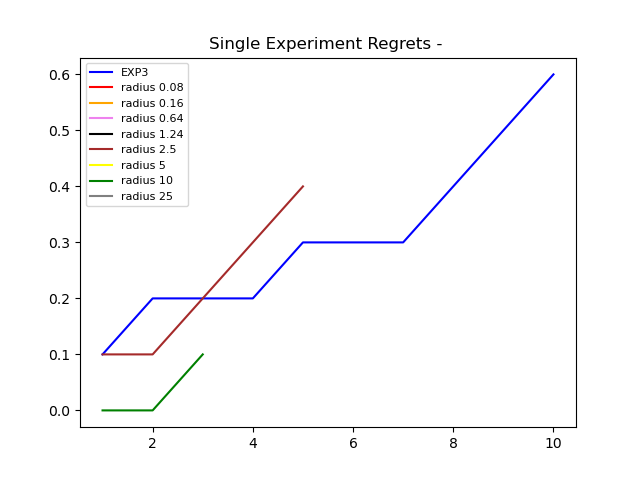 Single Experiment Regrets -
EXP3
radius 0.08
radius 0.16
radius 0.64
radius 1.24
radius 2.5
radius 5
radius 10
radius 25
0.6
0.5
0.4
0.3
0.2
0.1
0.0
2 4 6 8 10